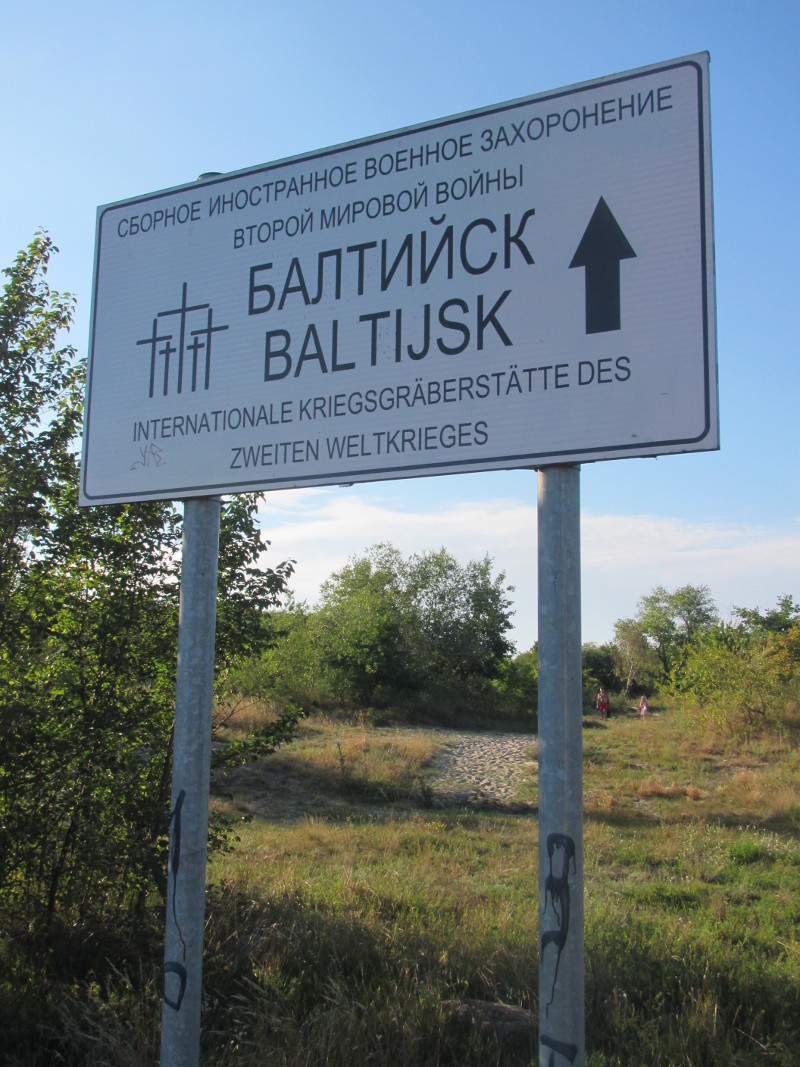 СБОРНОЕ ИНОСТРАННОЕ ВОЕННОЕ ЗАХОРОНЕНИЕ
ВТОРОЙ МИРОВОЙ ВОЙНЫ
БАЛТИЙСК
BALTIJSK
INTERNATIONALE KRIEGSGRÄBERSTÄTTE DES
ZWEITEN WELTKRIEGES